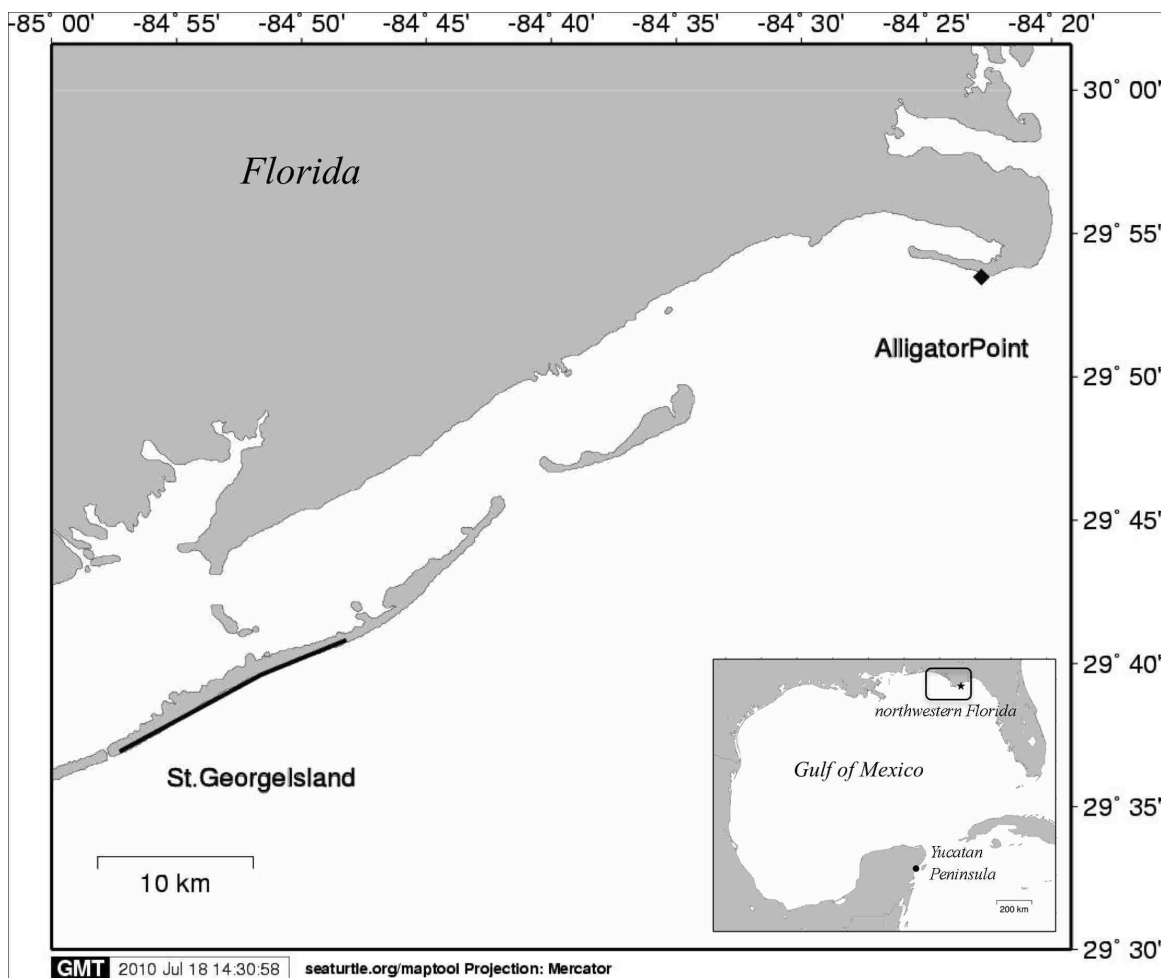 -85° 00' -84° 55' -84° 50' -84° 45' -84° 40' -84° 35' -84° 30' -84° 25' -84° 20'
30° 00'
Florida
29° 55'
AlligatorPoint
29° 50'
29° 45'
29° 40'
northwestern Florida
Gulf of Mexico
St.GeorgeIsland
29° 35'
Yucatan
Peninsula
10 km
200 km
29° 30'
GMT 2010 Jul 18 14:30:58 seaturtle.org/maptool Projection: Mercator